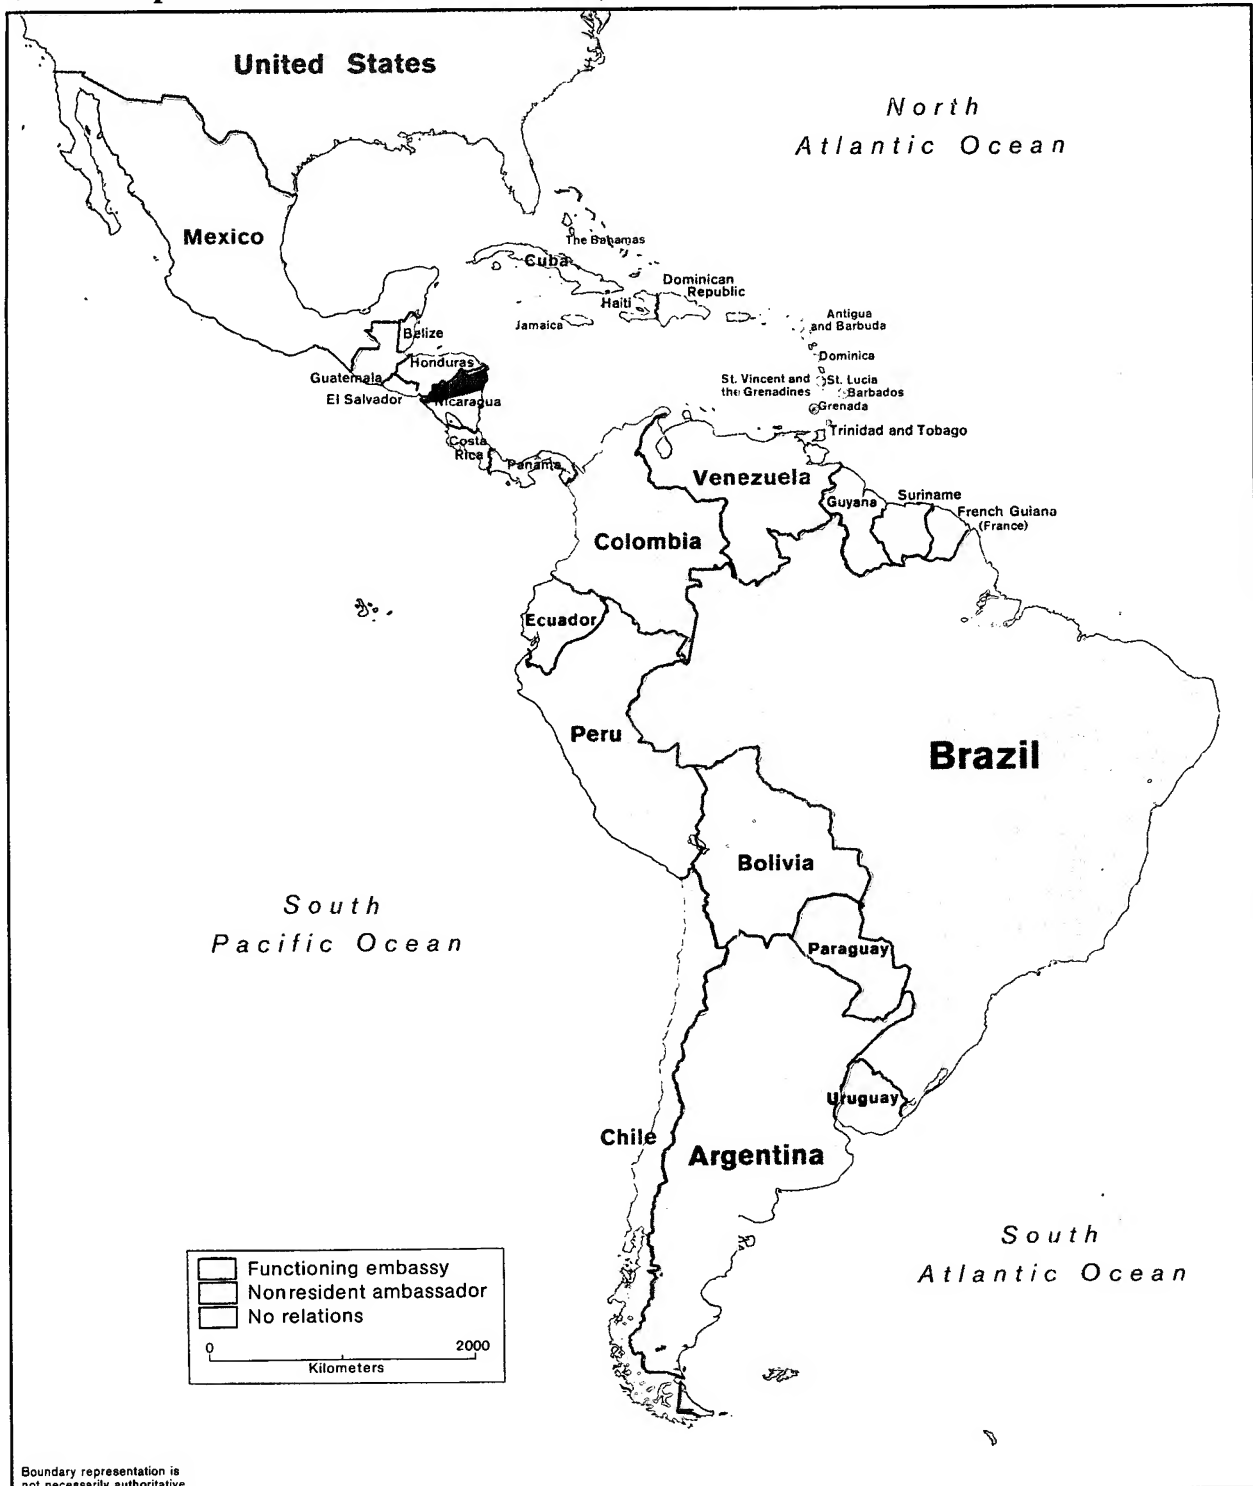 United States
North
Atlantic Ocean
Mexico
The Bahamas
Cuba
Dominican
Republic
Haiti
Jamaica
Antigua
and Barbuda
Belize
Honduras
Dominica
Guatemala
St. Vincent and
the Grenadines
St. Lucia
Barbados
El Salvador
Nicaragua
Grenada
Trinidad and Tobago
Costa
Rica
Panama
Venezuela
Guyana
Suriname
French Guiana
(France)
Colombia
Ecuador
Peru
Brazil
Bolivia
South
Pacific Ocean
Paraguay
Uruguay
Chile
Argentina
South
Atlantic Ocean
Functioning embassy
Nonresident ambassador
No relations
0 2000
Kilometers
Boundary representation is
not necessarily authoritative